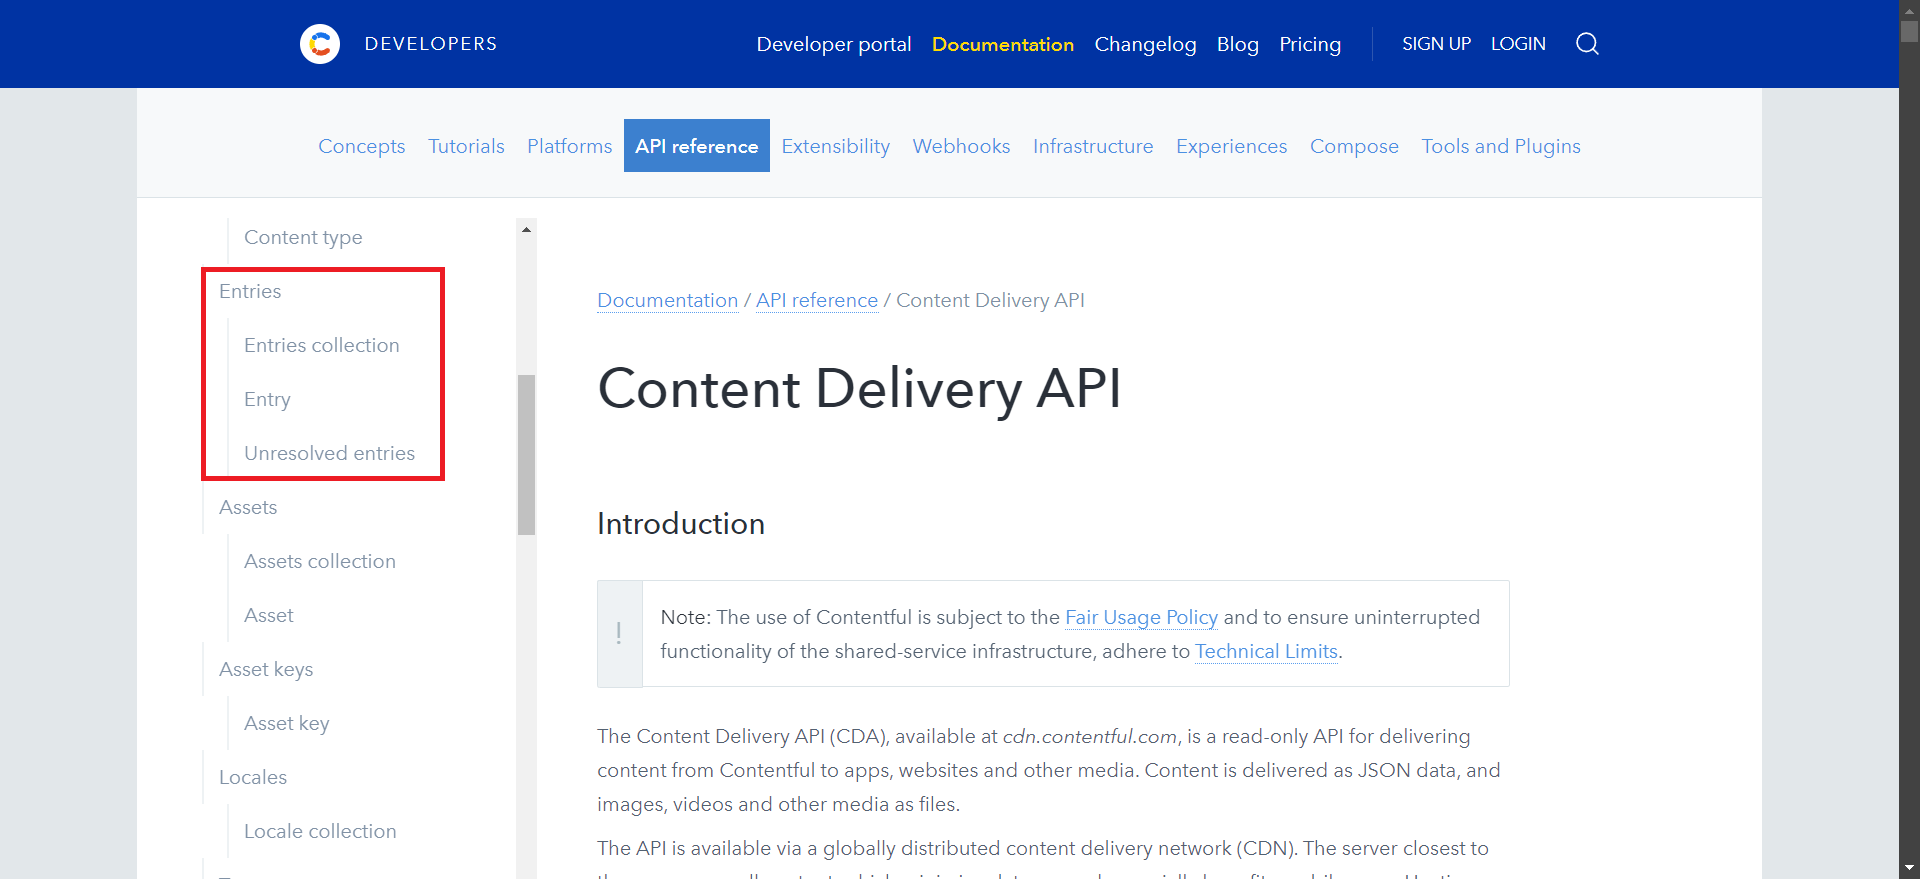 DEVELOPERS
Developer portal Documentation Changelog Blog Pricing SIGN UP LOGIN
Concepts Tutorials Platforms API reference Extensibility Webhooks Infrastructure Experiences Compose Tools and Plugins
Content type
Entries
Entries collection
Entry
Unresolved entries
Assets
Assets collection
Asset
Asset keys
Asset key
Locales
Locale collection
Documentation / API reference / Content Delivery API
Content Delivery API
Introduction
! Note: The use of Contentful is subject to the Fair Usage Policy and to ensure uninterrupted
functionality of the shared-service infrastructure, adhere to Technical Limits.
The Content Delivery API (CDA), available at cdn.contentful.com, is a read-only API for delivering
content from Contentful to apps, websites and other media. Content is delivered as JSON data, and
images, videos and other media as files.
The API is available via a globally distributed content delivery network (CDN). The server closest to